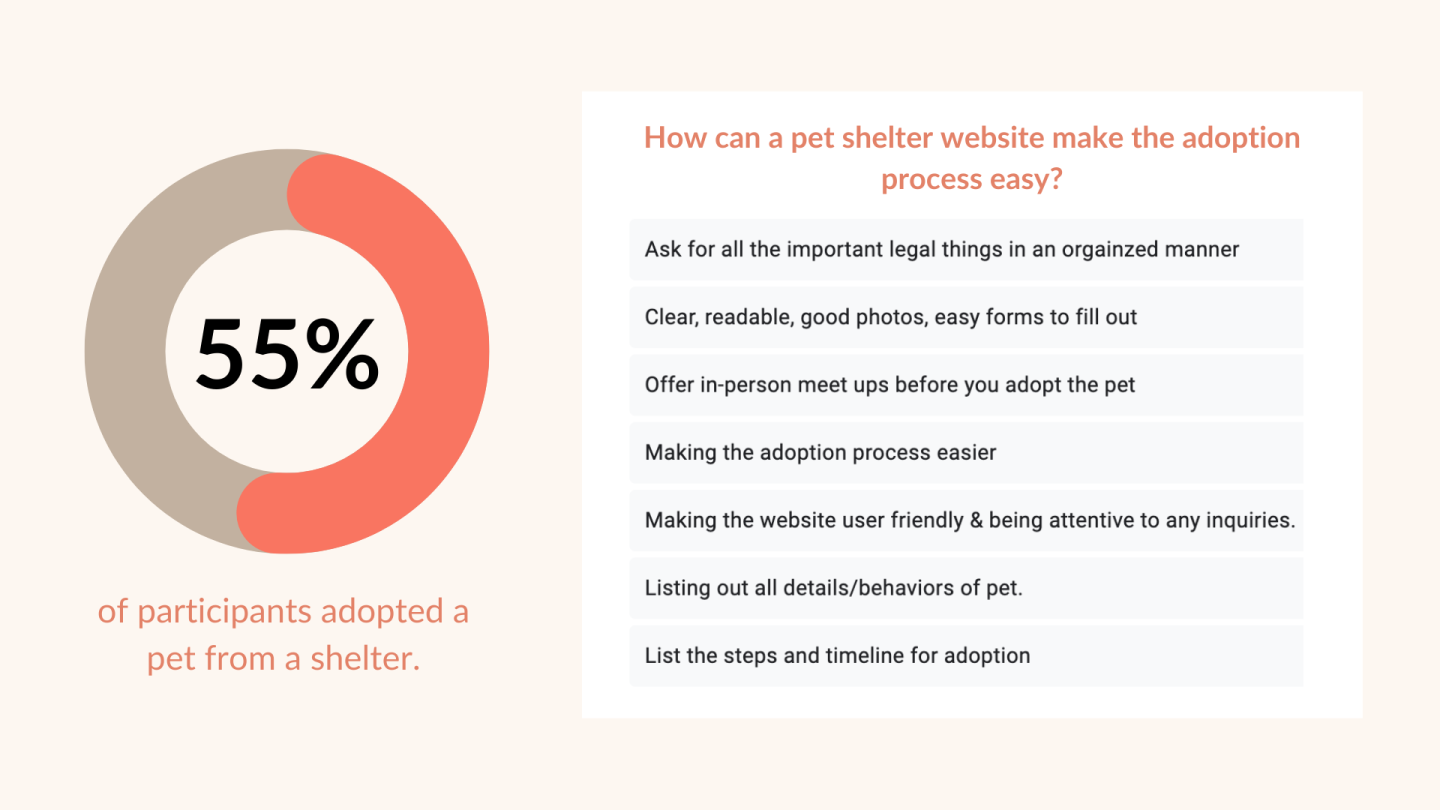 55%
of participants adopted a
pet from a shelter.
How can a pet shelter website make the adoption
process easy?
Ask for all the important legal things in an orgainzed manner
Clear, readable, good photos, easy forms to fill out
Offer in-person meet ups before you adopt the pet
Making the adoption process easier
Making the website user friendly & being attentive to any inquiries.
Listing out all details/behaviors of pet.
List the steps and timeline for adoption